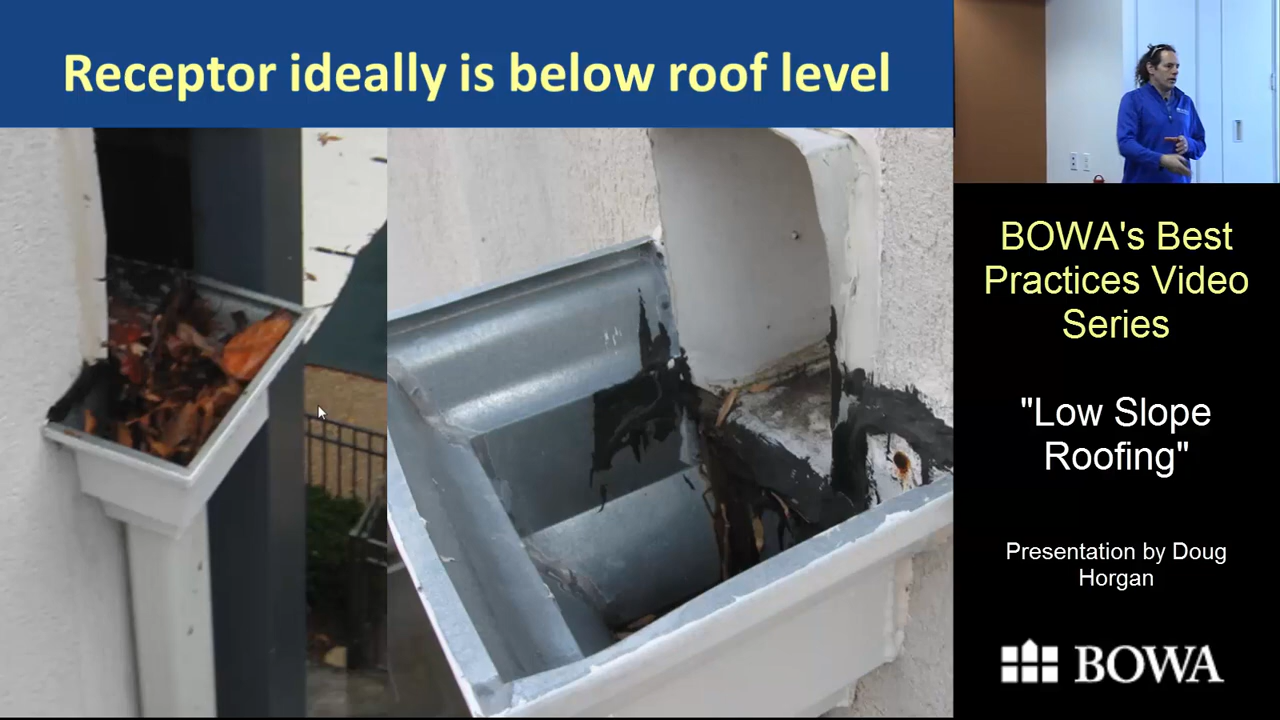 Receptor ideally is below roof level
BOWA's Best
Practices Video
Series
"Low Slope
Roofing"
Presentation by Doug
Horgan
BOWA